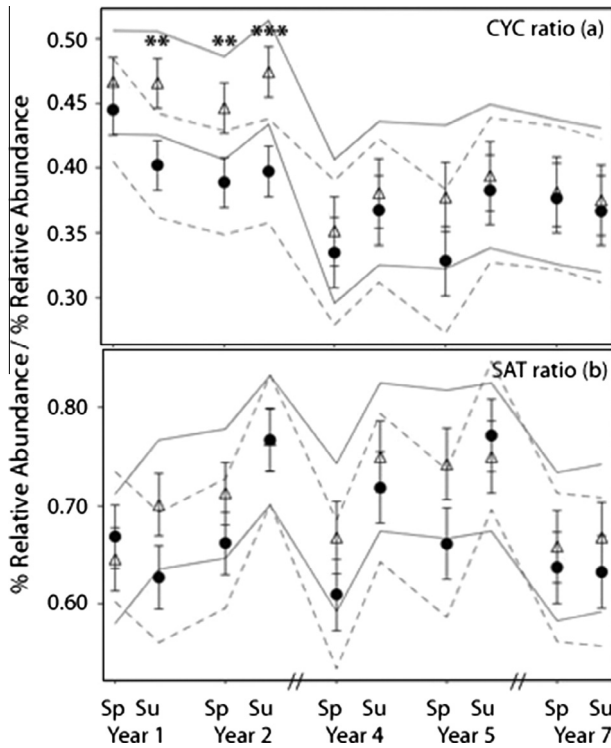 CYC ratio (a)
** ** ***
0.50
0.45
0.40
0.35
0.30
% Relative Abundance / % Relative Abundance
SAT ratio (b)
0.80
0.70
0.60
Sp Su Sp Su Sp Su Sp Su Sp Su
Year 1 Year 2 // Year 4 Year 5 // Year 7